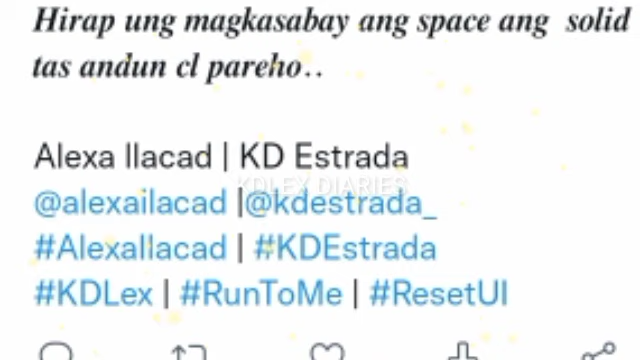 Hirap ung magkasabay ang space ang solid
tas andun cl pareho..
Alexa Ilacad | KD Estrada
KDLEX DIARIES
@alexailacad |@kdestrada_
#AlexaIlacad | #KDEstrada
#KDLex | #RunToMe | #ResetUI